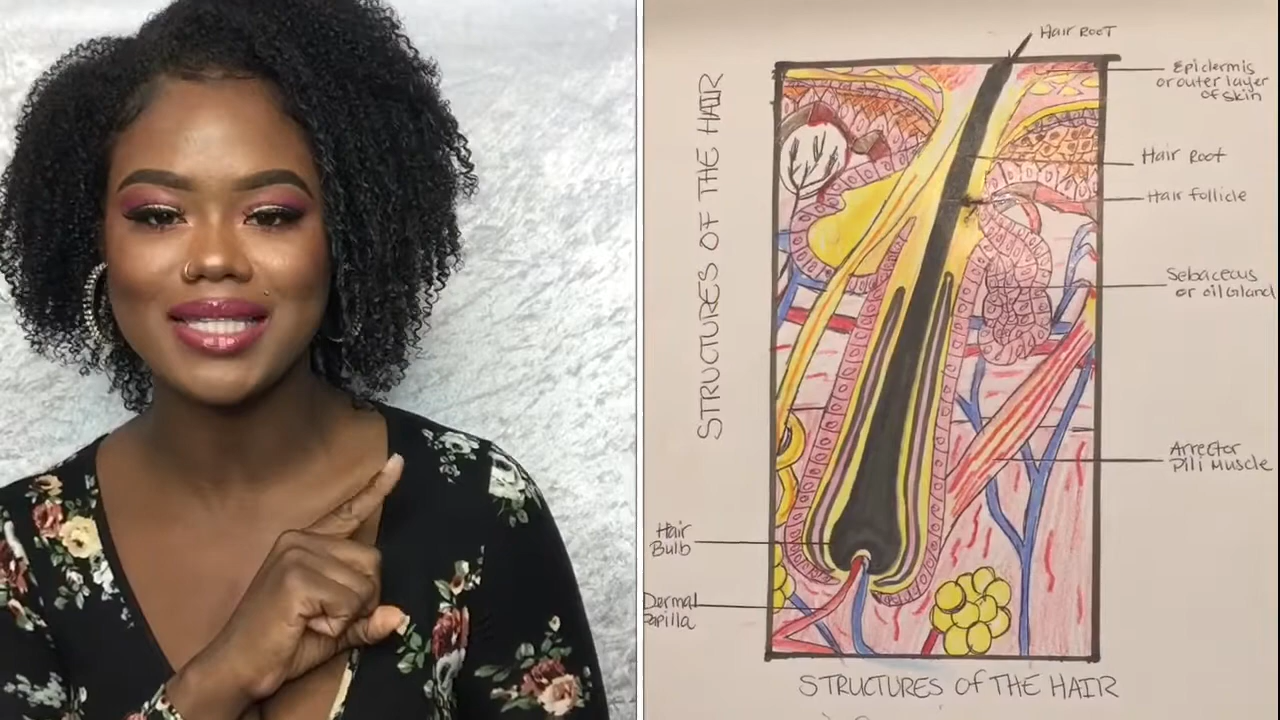 STRUCTURES OF THE HAIR
Hair ROOT
Epidermis
or outer layer
of skin
Hair Root
Hair follicle
Sebaceous
or oil Gland
Arrector
Pili Muscle
Hair
Bulb
Dermal
Papilla
STRUCTURES Of THE HAIR